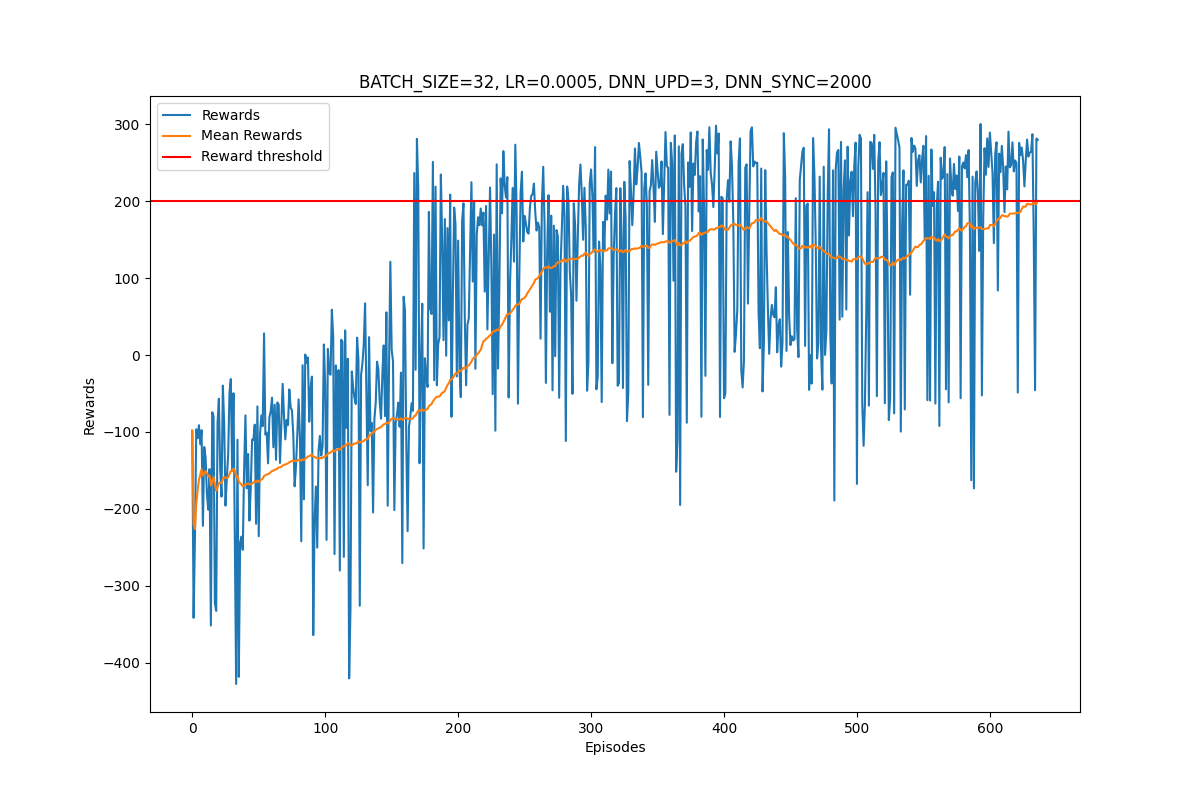 BATCH_SIZE=32, LR=0.0005, DNN_UPD=3, DNN_SYNC=2000
Rewards
Mean Rewards
Reward threshold
300
200
100
0
−100
−200
−300
−400
Rewards
0
100
200
300
400
500
600
Episodes